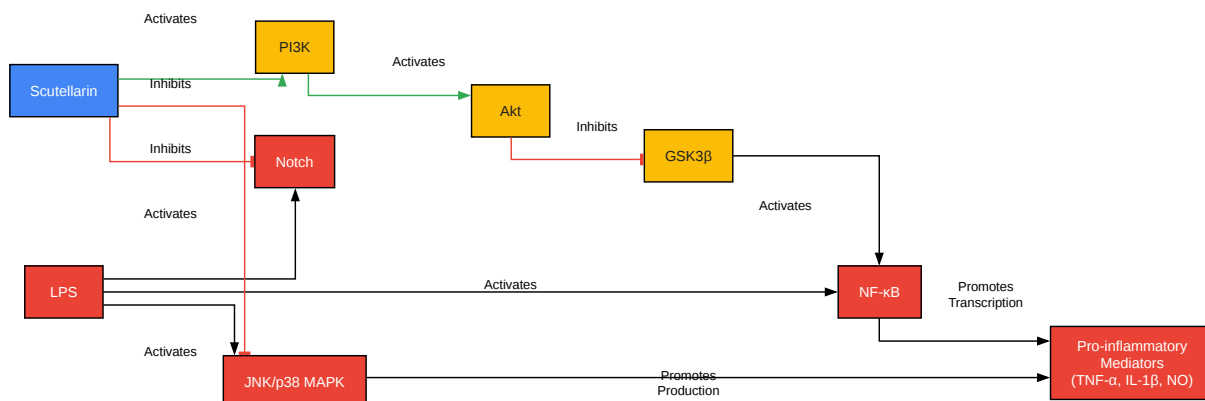 Activates
PI3K
Activates
Scutellarin
Inhibits
Akt
Inhibits
GSK3β
Inhibits
Notch
Activates
Activates
LPS
Activates
NF-κB
Promotes
Transcription
Activates
JNK/p38 MAPK
Promotes
Production
Pro-inflammatory
Mediators
(TNF-α, IL-1β, NO)